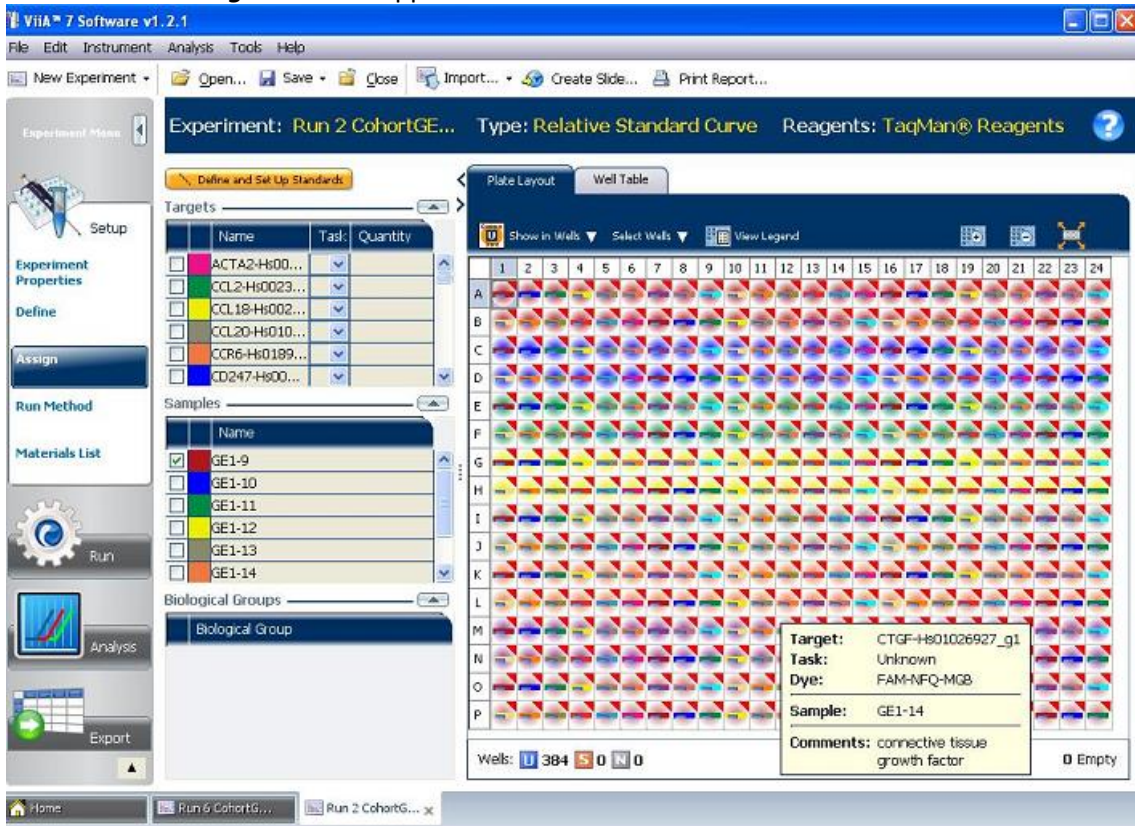 ViiA™ 7 Software v1.2.1
File Edit Instrument Analysis Tools Help
New Experiment Open... Save Close Import... Create Slide... Print Report...
Experiment Menu
Experiment: Run 2 CohortGE... Type: Relative Standard Curve Reagents: TaqMan® Reagents
Setup
Experiment Properties
Define
Assign
Run Method
Materials List
Run
Analysis
Export
Define and Set Up Standards
Targets
Name Task Quantity
ACTA2-Hs00...
CCL2-Hs0023...
CCL18-Hs002...
CCL20-Hs010...
CCR6-Hs0189...
CD247-Hs00...
Samples
Name
GE1-9
GE1-10
GE1-11
GE1-12
GE1-13
GE1-14
Biological Groups
Biological Group
Plate Layout Well Table
U Show in Wells Select Wells View Legend
1 2 3 4 5 6 7 8 9 10 11 12 13 14 15 16 17 18 19 20 21 22 23 24
A
B
C
D
E
F
G
H
I
J
K
L
M
N
O
P
Target: CTGF-Hs01026927_g1
Task: Unknown
Dye: FAM-NFQ-MGB
Sample: GE1-14
Comments: connective tissue
growth factor
Wells: U 384 S 0 N 0
0 Empty
Home Run 6 CohortG... Run 2 CohortG... x